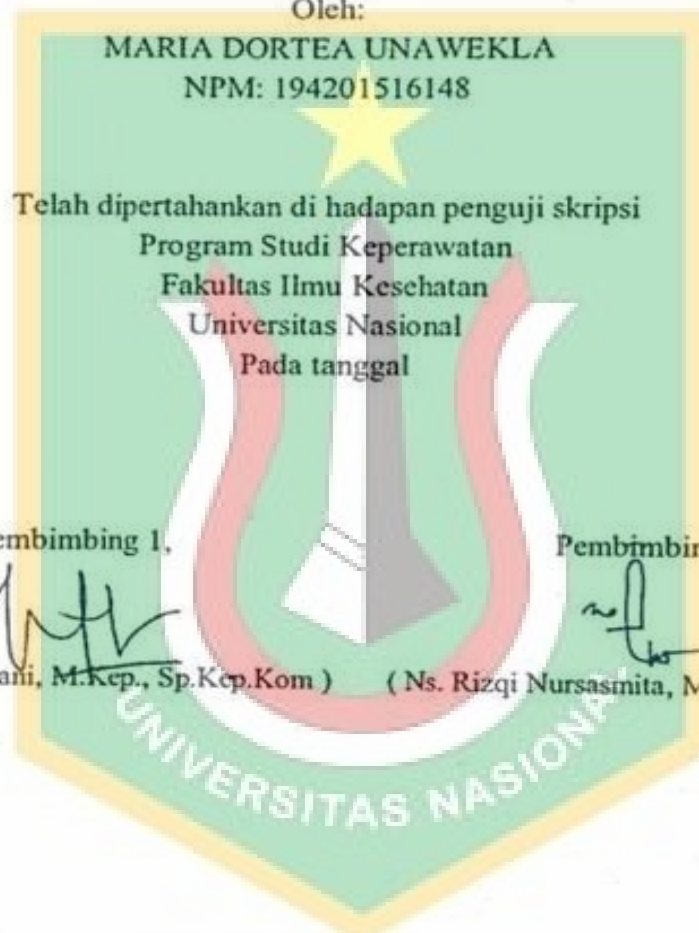 Oleh:
MARIA DORTEA UNAWEKLA
NPM: 194201516148
Telah dipertahankan di hadapan penguji skripsi
Program Studi Keperawatan
Fakultas Ilmu Kesehatan
Universitas Nasional
Pada tanggal
embimbing 1, Pembimbin
ani, M.Kep., Sp.Kep.Kom ) ( Ns. Rizqi Nursasmita, M
UNIVERSITAS NASIONAL